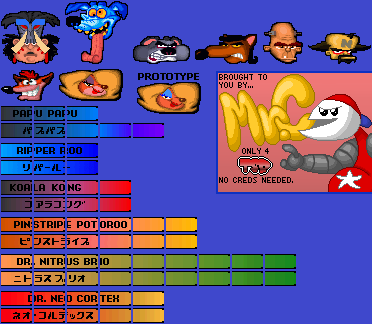 PROTOTYPE
BROUGHT TO
YOU BY...
Mr.C
ONLY 4
NO CREDS NEEDED.
PAPU PAPU
パプパプ
RIPPER ROO
リパー・ルー
KOALA KONG
コアラコング
PINSTRIPE POTOROO
ピンストライプ
DR. NITRUS BRIO
ニトラスブリオ
DR. NEO CORTEX
ネオ・コルテックス